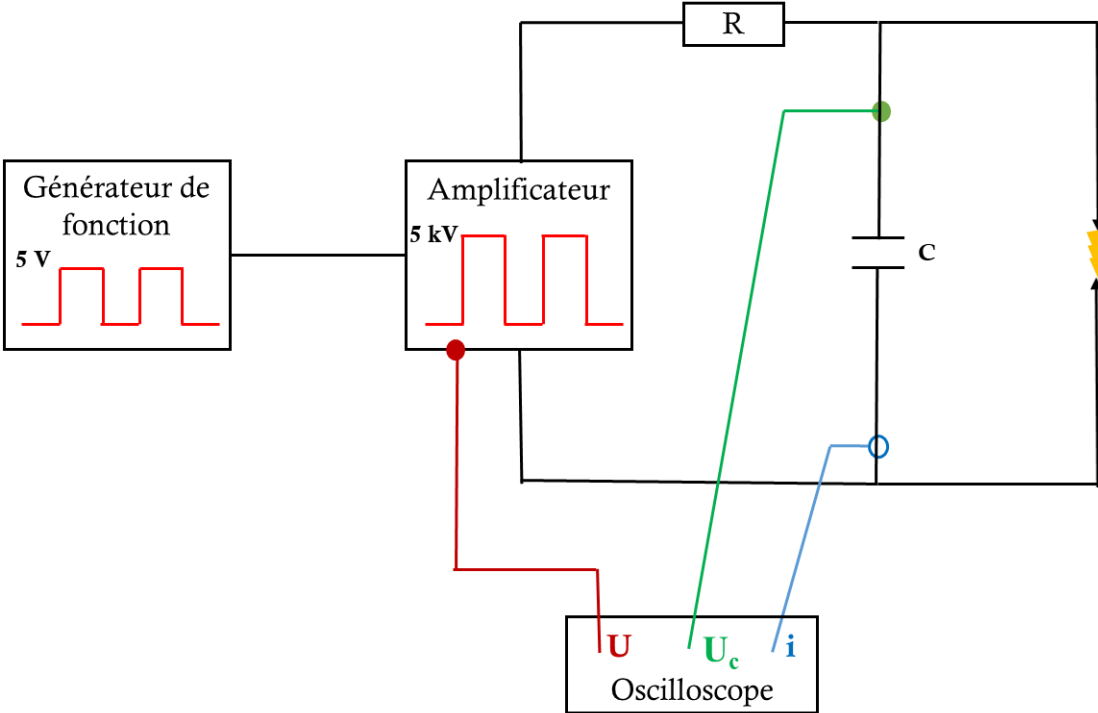 R
Générateur de
fonction
5 V
Amplificateur
5 kV
C
U
Uc
i
Oscilloscope